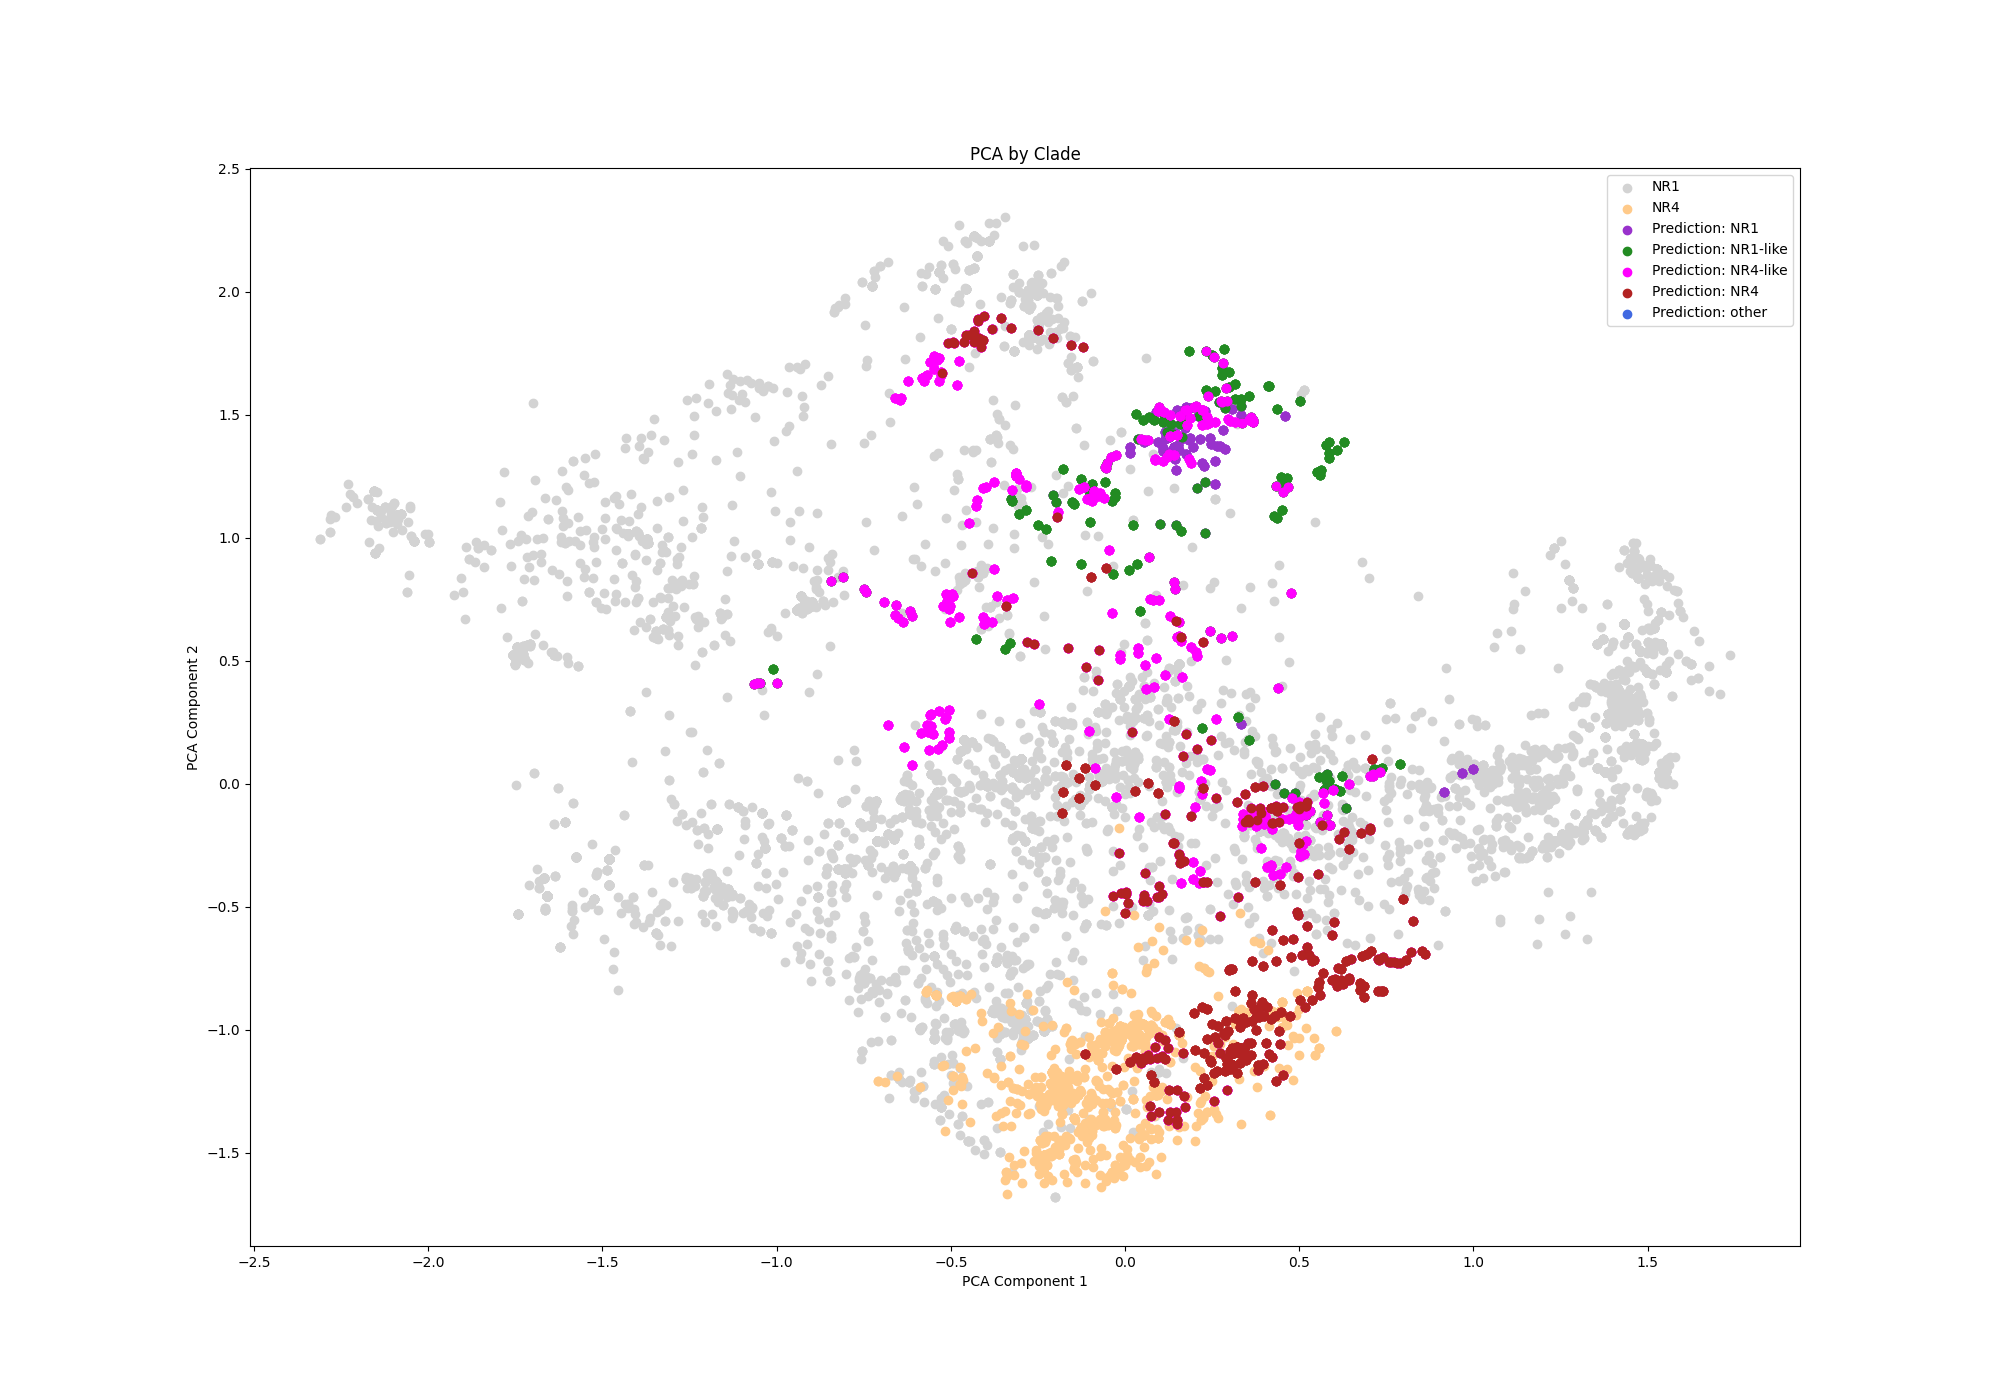 PCA by Clade
2.5
2.0
1.5
1.0
0.5
0.0
−0.5
−1.0
−1.5
PCA Component 2
NR1
NR4
Prediction: NR1
Prediction: NR1-like
Prediction: NR4-like
Prediction: NR4
Prediction: other
−2.5 −2.0 −1.5 −1.0 −0.5 0.0 0.5 1.0 1.5
PCA Component 1